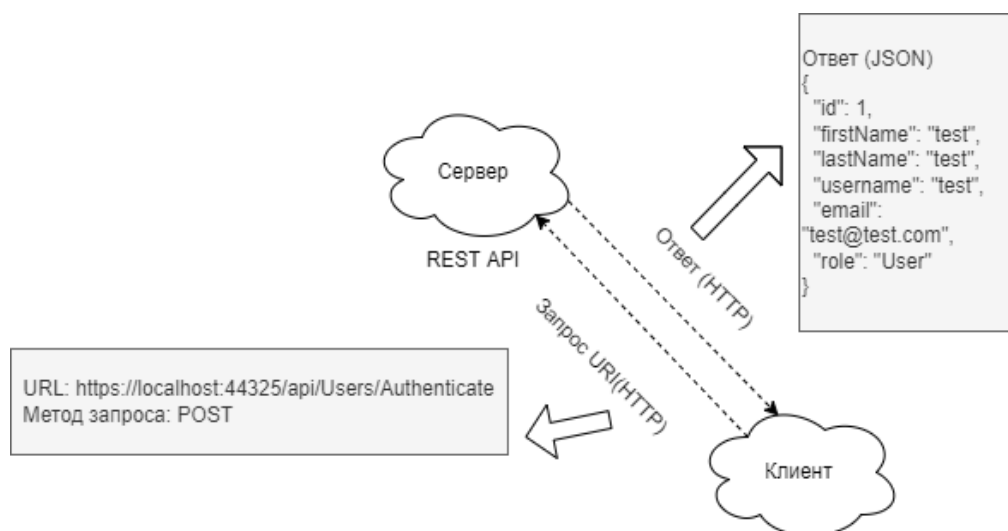 Ответ (JSON)
{
"id": 1,
"firstName": "test",
"lastName": "test",
"username": "test",
"email":
"test@test.com",
"role": "User"
}
Сервер
REST API
Ответ (HTTP)
Запрос URI(HTTP)
URL: https://localhost:44325/api/Users/Authenticate
Метод запроса: POST
Клиент